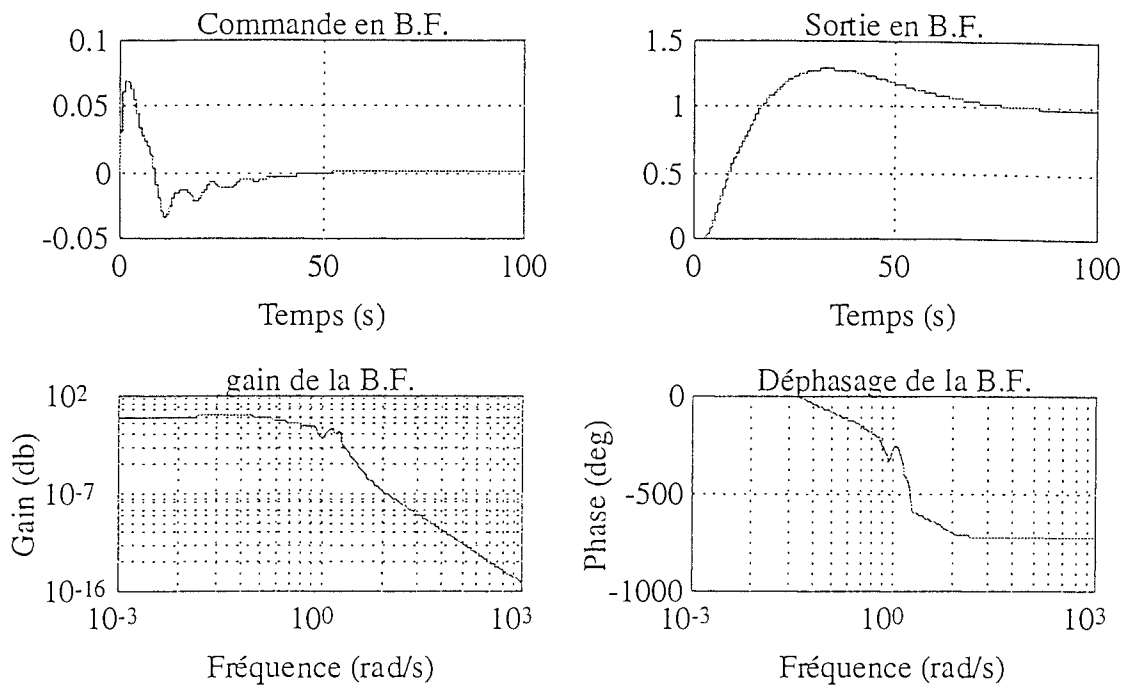 Commande en B.F.
0.1
0.05
0
-0.05
0
50
100
Temps (s)
Sortie en B.F.
1.5
1
0.5
0
0
50
100
Temps (s)
gain de la B.F.
10^2
10^-7
10^-16
Gain (db)
10^-3
10^0
10^3
Fréquence (rad/s)
Déphasage de la B.F.
0
-500
-1000
Phase (deg)
10^-3
10^0
10^3
Fréquence (rad/s)